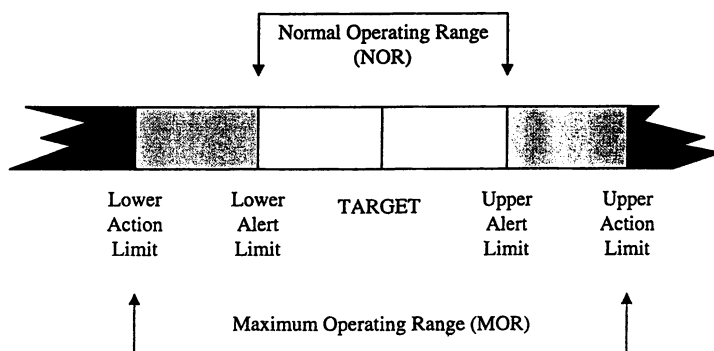 Normal Operating Range
(NOR)
Lower
Action
Limit
Lower
Alert
Limit
TARGET
Upper
Alert
Limit
Upper
Action
Limit
Maximum Operating Range (MOR)